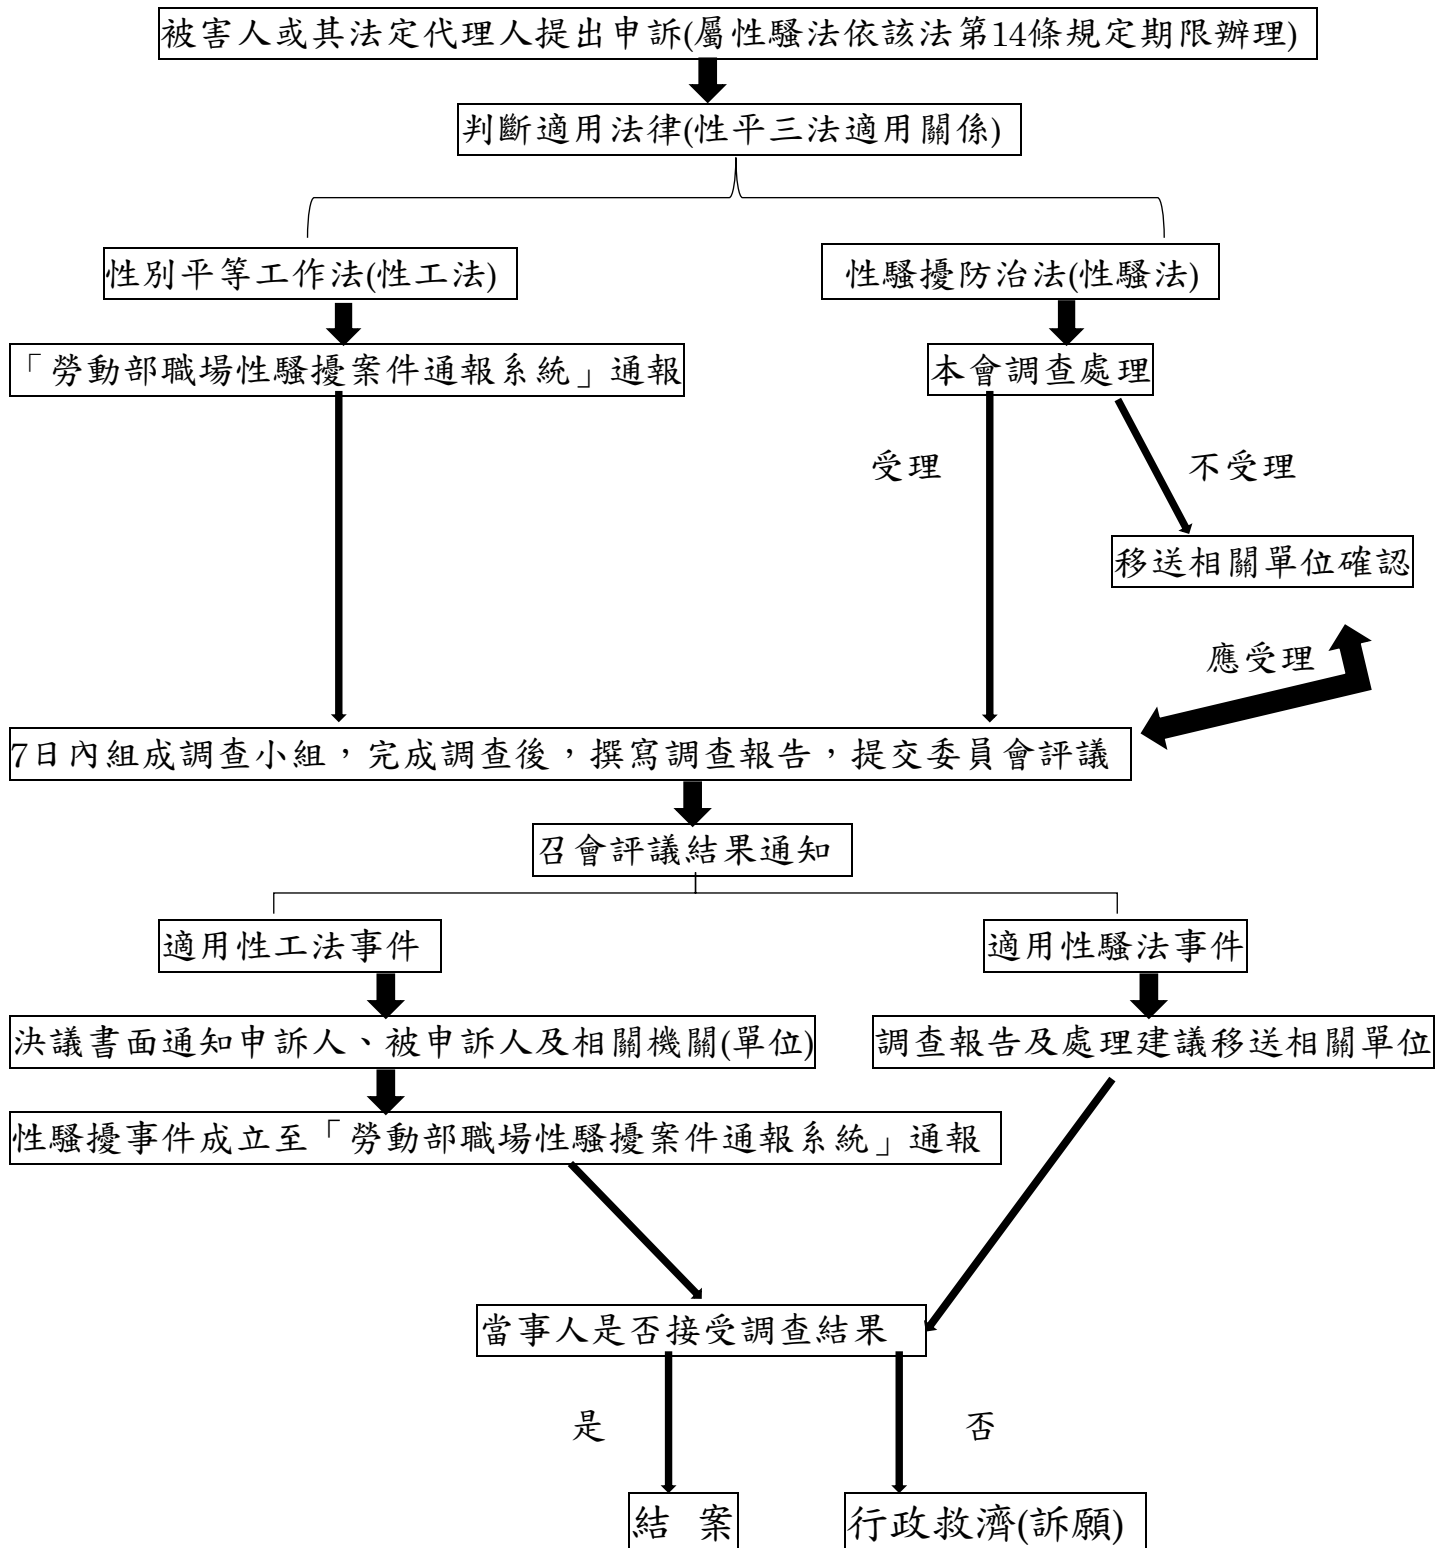 被害人或其法定代理人提出申訴(屬性騷法依該法第14條規定期限辦理)
判斷適用法律(性平三法適用關係)
性別平等工作法(性工法)
性騷擾防治法(性騷法)
「勞動部職場性騷擾案件通報系統」通報
本會調查處理
受理
不受理
移送相關單位確認
應受理
7日內組成調查小組，完成調查後，撰寫調查報告，提交委員會評議
召會評議結果通知
適用性工法事件
適用性騷法事件
決議書面通知申訴人、被申訴人及相關機關(單位)
調查報告及處理建議移送相關單位
性騷擾事件成立至「勞動部職場性騷擾案件通報系統」通報
當事人是否接受調查結果
是
否
結 案
行政救濟(訴願)